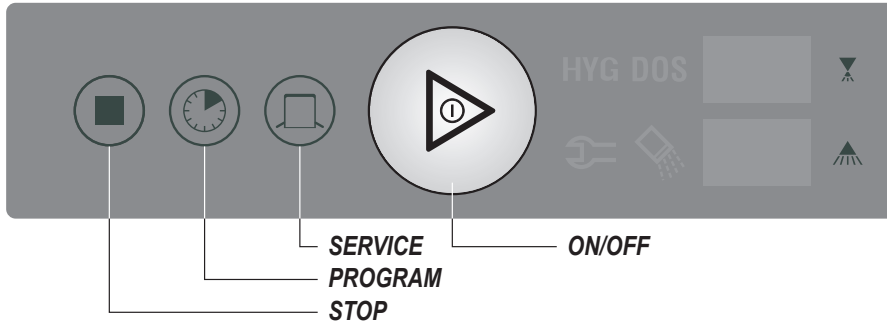 HYG DOS
SERVICE
ON/OFF
PROGRAM
STOP